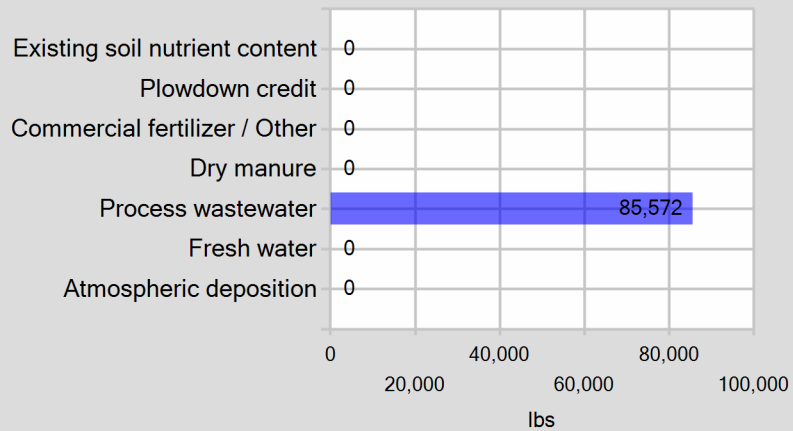 Existing soil nutrient content 0
Plowdown credit 0
Commercial fertilizer / Other 0
Dry manure 0
Process wastewater 85,572
Fresh water 0
Atmospheric deposition 0
0 40,000 80,000
20,000 60,000 100,000
lbs